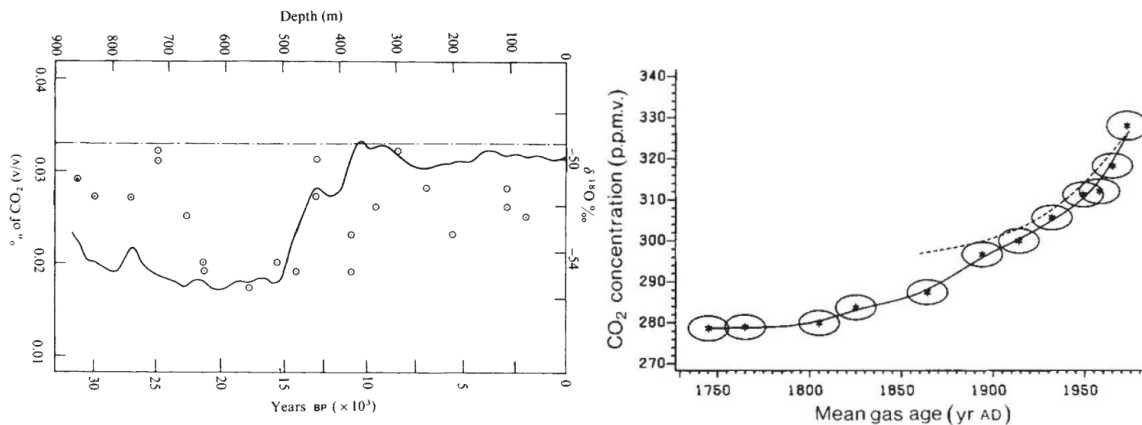 Depth (m)
900 800 700 600 500 400 300 200 100 0
0.04
0.03
0.02
0.01
% of CO₂ (v/v)
-50
-54
δ ¹⁸O‰
30 25 20 15 10 5 0
Years BP (× 10³)
340
330
320
310
300
290
280
270
CO₂ concentration (p.p.m.v.)
1750 1800 1850 1900 1950
Mean gas age (yr AD)